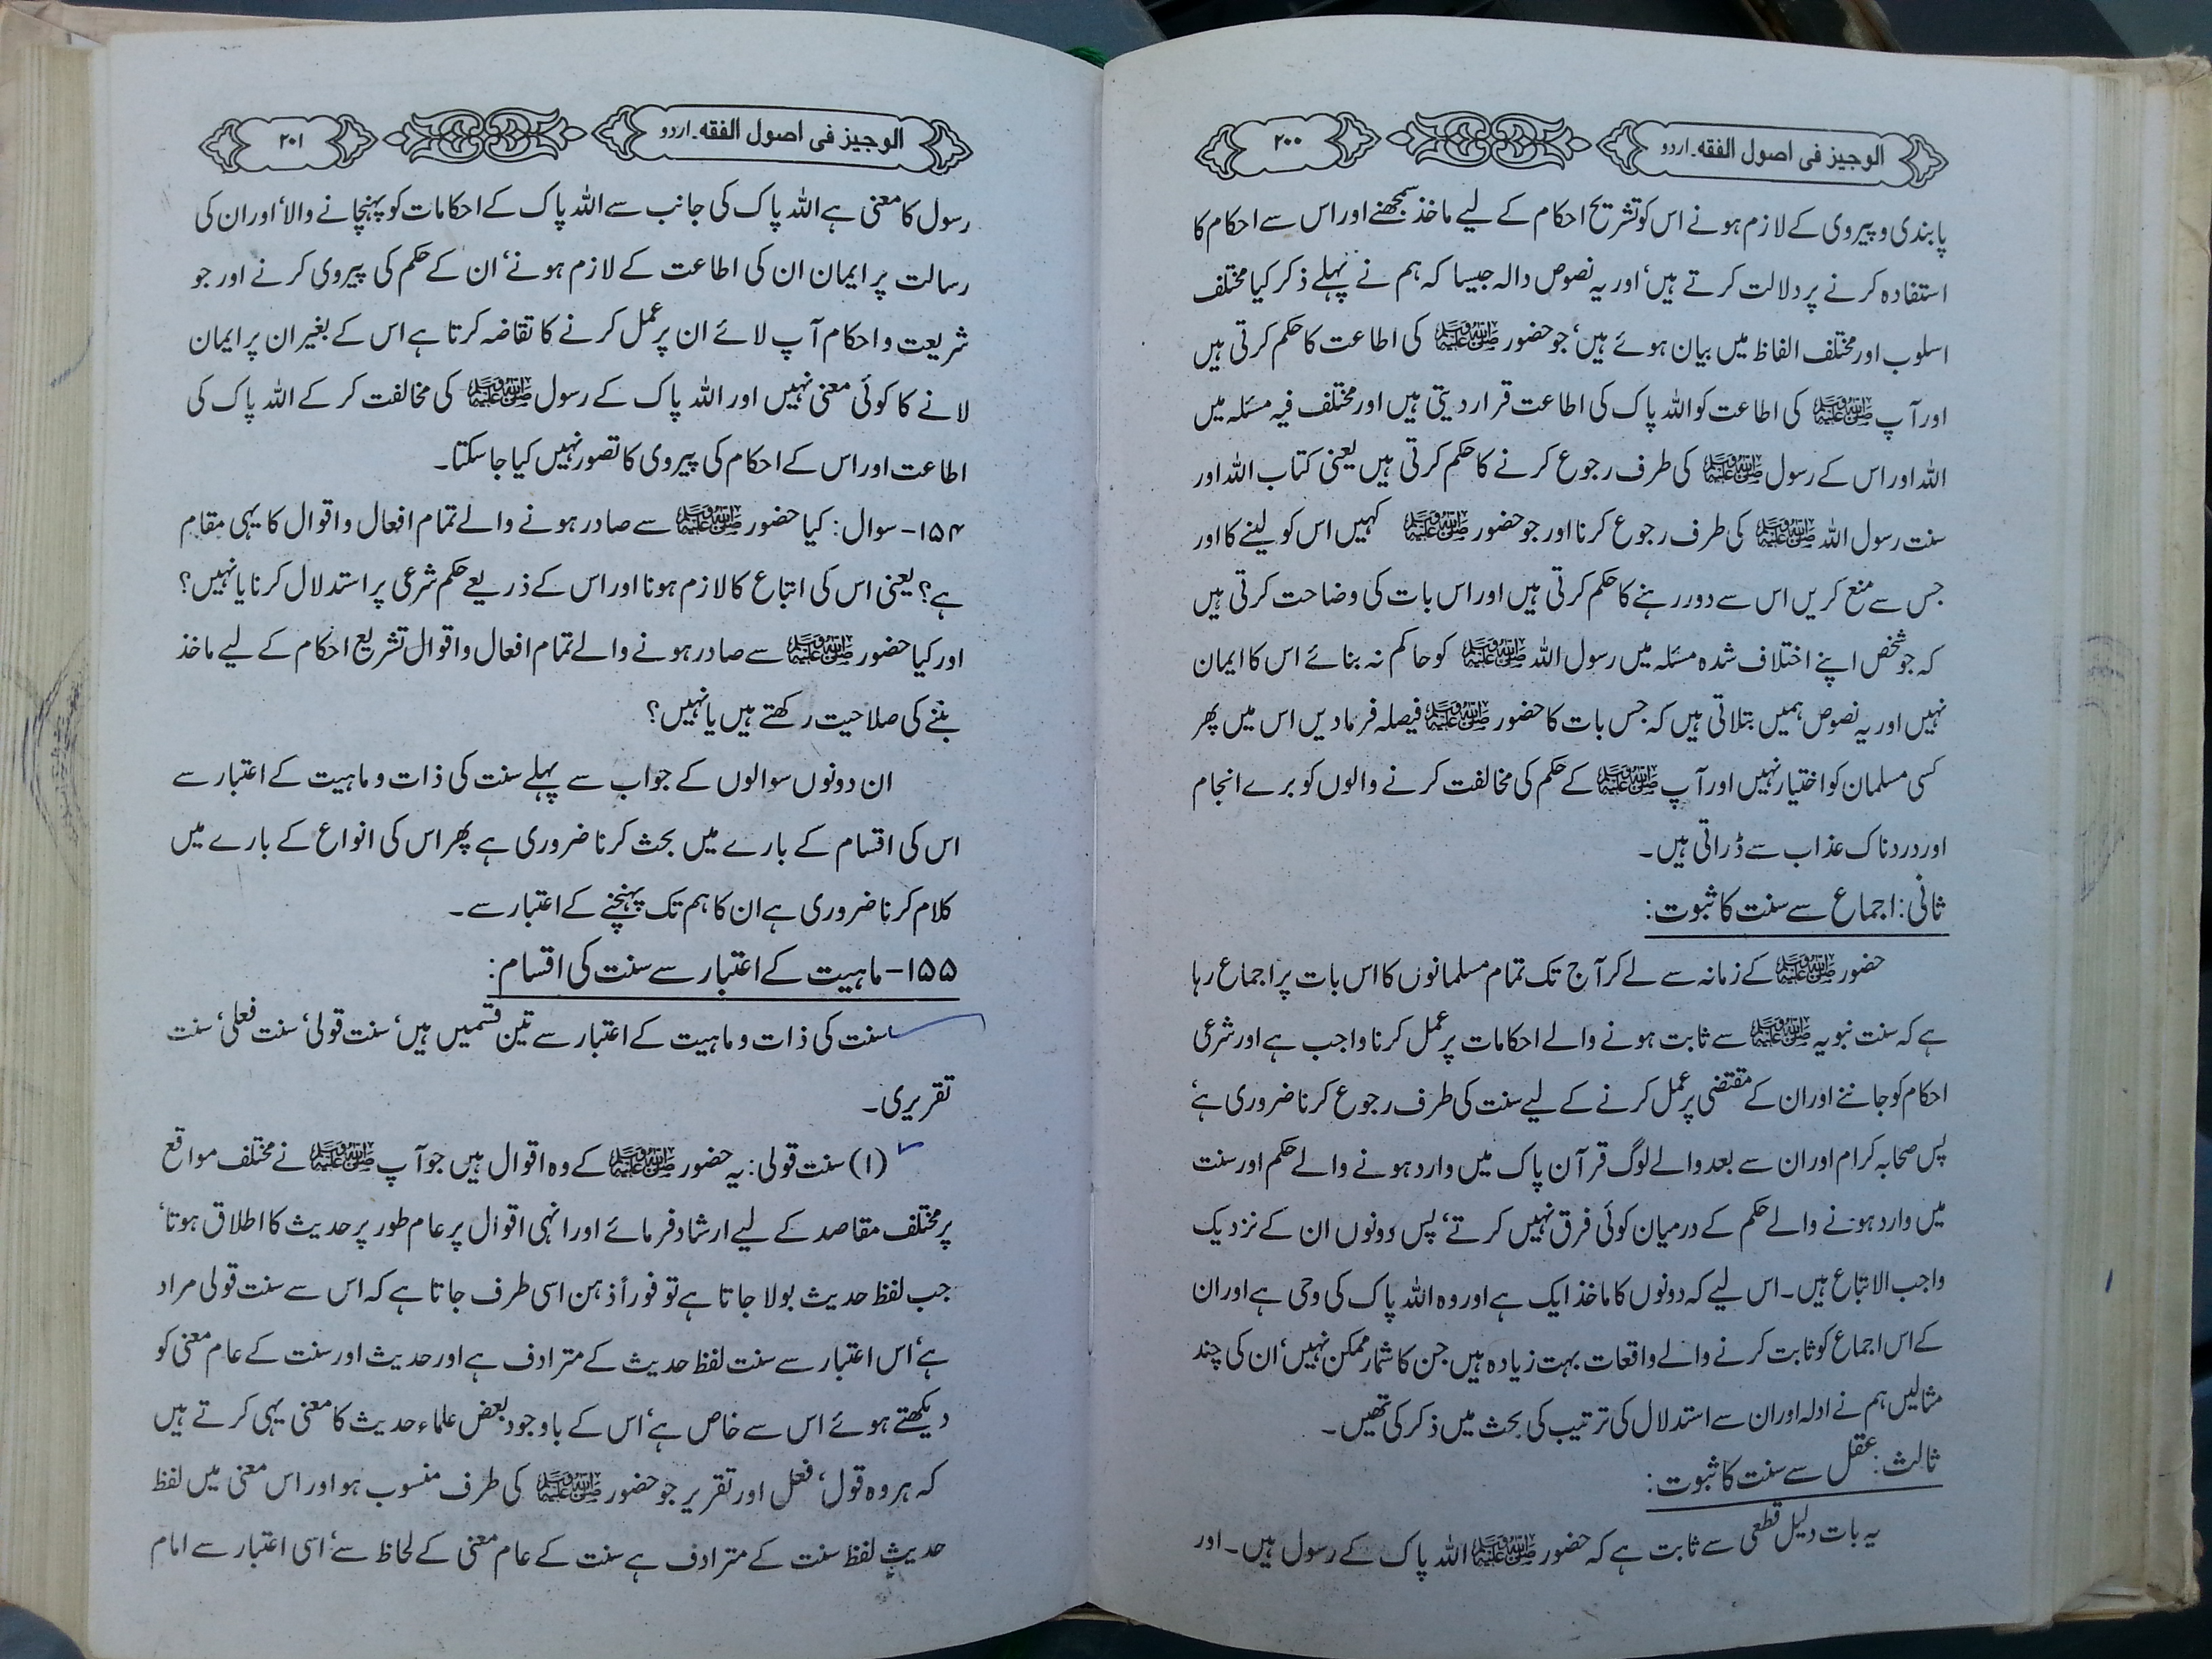 الوجیز فی اصول الفقه۔اردو
۲۰۰
پابندی و پیروی کے لازم ہونے اس کو تشریح احکام کے لیے ماخذ سمجھنے اور اس سے احکام کا
استفادہ کرنے پر دلالت کرتے ہیں‘ اور یہ نصوص دالہ جیسا کہ ہم نے پہلے ذکر کیا مختلف
اسلوب اور مختلف الفاظ میں بیان ہوئے ہیں‘ جو حضور ﷺ کی اطاعت کا حکم کرتی ہیں
اور آپ ﷺ کی اطاعت کو اللہ پاک کی اطاعت قرار دیتی ہیں اور مختلف فیہ مسئلہ میں
اللہ اور اس کے رسول ﷺ کی طرف رجوع کرنے کا حکم کرتی ہیں یعنی کتاب اللہ اور
سنت رسول اللہ ﷺ کی طرف رجوع کرنا اور جو حضور ﷺ کہیں اس کو لینے کا اور
جس سے منع کریں اس سے دور رہنے کا حکم کرتی ہیں اور اس بات کی وضاحت کرتی ہیں
کہ جو شخص اپنے اختلاف شدہ مسئلہ میں رسول اللہ ﷺ کو حاکم نہ بنائے اس کا ایمان
نہیں اور یہ نصوص ہمیں بتلاتی ہیں کہ جس بات کا حضور ﷺ فیصلہ فرما دیں اس میں پھر
کسی مسلمان کو اختیار نہیں اور آپ ﷺ کے حکم کی مخالفت کرنے والوں کو برے انجام
اور دردناک عذاب سے ڈراتی ہیں۔
ثانی: اجماع سے سنت کا ثبوت:
حضور ﷺ کے زمانہ سے لے کر آج تک تمام مسلمانوں کا اس بات پر اجماع رہا
ہے کہ سنت نبویہ ﷺ سے ثابت ہونے والے احکامات پر عمل کرنا واجب ہے اور شرعی
احکام کو جاننے اور ان کے مقتضی پر عمل کرنے کے لیے سنت کی طرف رجوع کرنا ضروری ہے‘
پس صحابہ کرام اور ان سے بعد والے لوگ قرآن پاک میں وارد ہونے والے حکم اور سنت
میں وارد ہونے والے حکم کے درمیان کوئی فرق نہیں کرتے‘ پس دونوں ان کے نزدیک
واجب الاتباع ہیں۔ اس لیے کہ دونوں کا ماخذ ایک ہے اور وہ اللہ پاک کی وحی ہے اور ان
کے اس اجماع کو ثابت کرنے والے واقعات بہت زیادہ ہیں جن کا شمار ممکن نہیں‘ ان کی چند
مثالیں ہم نے ادلہ اور ان سے استدلال کی ترتیب کی بحث میں ذکر کی تھیں۔
ثالث: عقل سے سنت کا ثبوت:
یہ بات دلیل قطعی سے ثابت ہے کہ حضور ﷺ اللہ پاک کے رسول ہیں۔ اور
الوجیز فی اصول الفقه۔اردو
۲۰۱
رسول کا معنی ہے اللہ پاک کی جانب سے اللہ پاک کے احکامات کو پہنچانے والا‘ اور ان کی
رسالت پر ایمان ان کی اطاعت کے لازم ہونے‘ ان کے حکم کی پیروی کرنے اور جو
شریعت و احکام آپ لائے ان پر عمل کرنے کا تقاضہ کرتا ہے اس کے بغیر ان پر ایمان
لانے کا کوئی معنی نہیں اور اللہ پاک کے رسول ﷺ کی مخالفت کر کے اللہ پاک کی
اطاعت اور اس کے احکام کی پیروی کا تصور نہیں کیا جا سکتا۔
۱۵۴- سوال: کیا حضور ﷺ سے صادر ہونے والے تمام افعال و اقوال کا یہی مقام
ہے؟ یعنی اس کی اتباع کا لازم ہونا اور اس کے ذریعے حکم شرعی پر استدلال کرنا یا نہیں؟
اور کیا حضور ﷺ سے صادر ہونے والے تمام افعال و اقوال تشریع احکام کے لیے ماخذ
بننے کی صلاحیت رکھتے ہیں یا نہیں؟
ان دونوں سوالوں کے جواب سے پہلے سنت کی ذات و ماہیت کے اعتبار سے
اس کی اقسام کے بارے میں بحث کرنا ضروری ہے پھر اس کی انواع کے بارے میں
کلام کرنا ضروری ہے ان کا ہم تک پہنچنے کے اعتبار سے۔
۱۵۵- ماہیت کے اعتبار سے سنت کی اقسام:
سنت کی ذات و ماہیت کے اعتبار سے تین قسمیں ہیں‘ سنت قولی‘ سنت فعلی‘ سنت
تقریری۔
(۱) سنت قولی: یہ حضور ﷺ کے وہ اقوال ہیں جو آپ ﷺ نے مختلف مواقع
پر مختلف مقاصد کے لیے ارشاد فرمائے اور انہی اقوال پر عام طور پر حدیث کا اطلاق ہوتا‘
جب لفظ حدیث بولا جاتا ہے تو فوراً ذہن اسی طرف جاتا ہے کہ اس سے سنت قولی مراد
ہے‘ اس اعتبار سے سنت لفظ حدیث کے مترادف ہے اور حدیث اور سنت کے عام معنی کو
دیکھتے ہوئے اس سے خاص ہے‘ اس کے باوجود بعض علماء حدیث کا معنی یہی کرتے ہیں
کہ ہر وہ قول‘ فعل اور تقریر جو حضور ﷺ کی طرف منسوب ہو اور اس معنی میں لفظ
حدیث لفظ سنت کے مترادف ہے سنت کے عام معنی کے لحاظ سے‘ اسی اعتبار سے امام